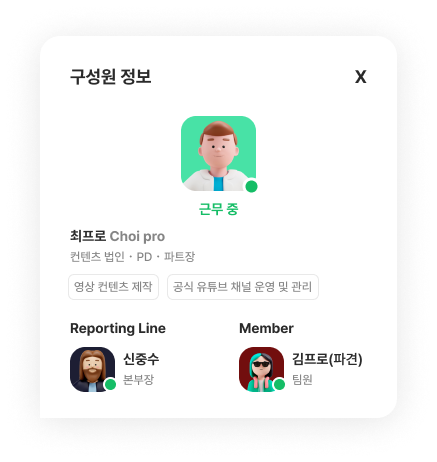 구성원 정보 X
근무 중
최프로 Choi pro
컨텐츠 법인 · PD · 파트장
영상 컨텐츠 제작 공식 유튜브 채널 운영 및 관리
Reporting Line Member
신중수 김프로(파견)
본부장 팀원